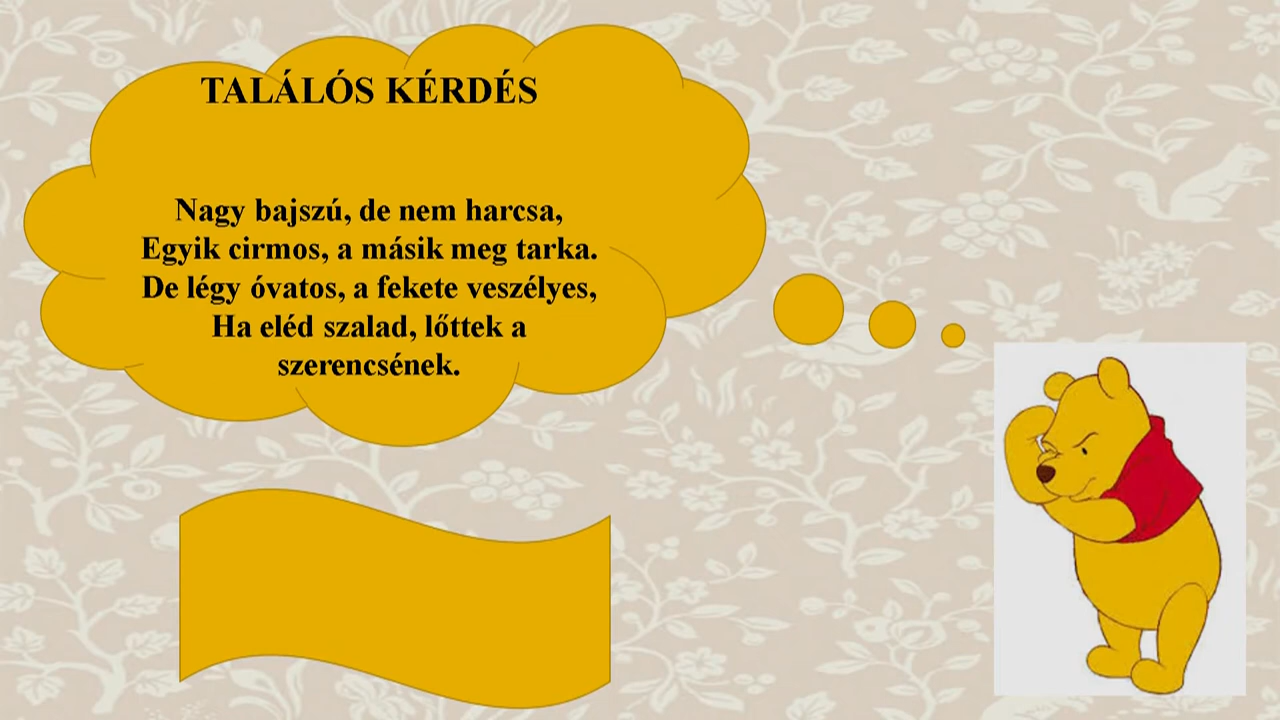 TALÁLÓS KÉRDÉS
Nagy bajszú, de nem harcsa,
Egyik cirmos, a másik meg tarka.
De légy óvatos, a fekete veszélyes,
Ha eléd szalad, lőttek a
szerencsének.